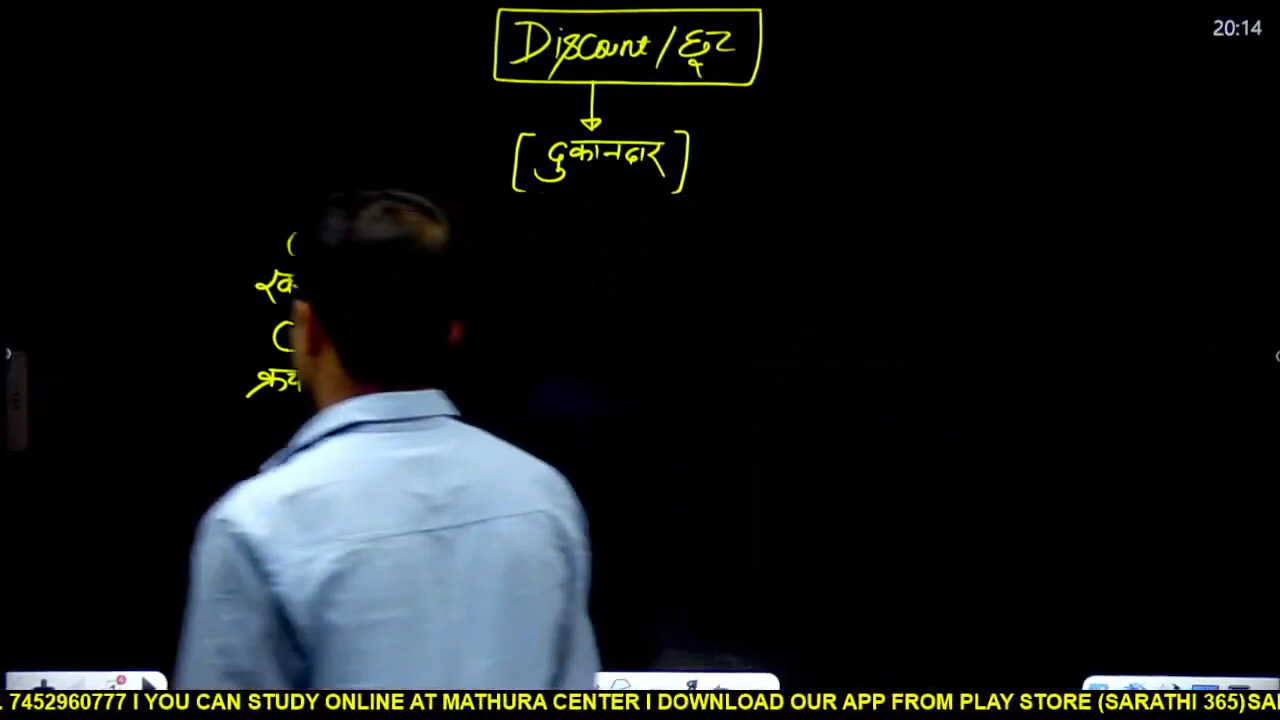 20:14
Discount / छूट
[ दुकानदार ]
7452960777 I YOU CAN STUDY ONLINE AT MATHURA CENTER I DOWNLOAD OUR APP FROM PLAY STORE (SARATHI 365)